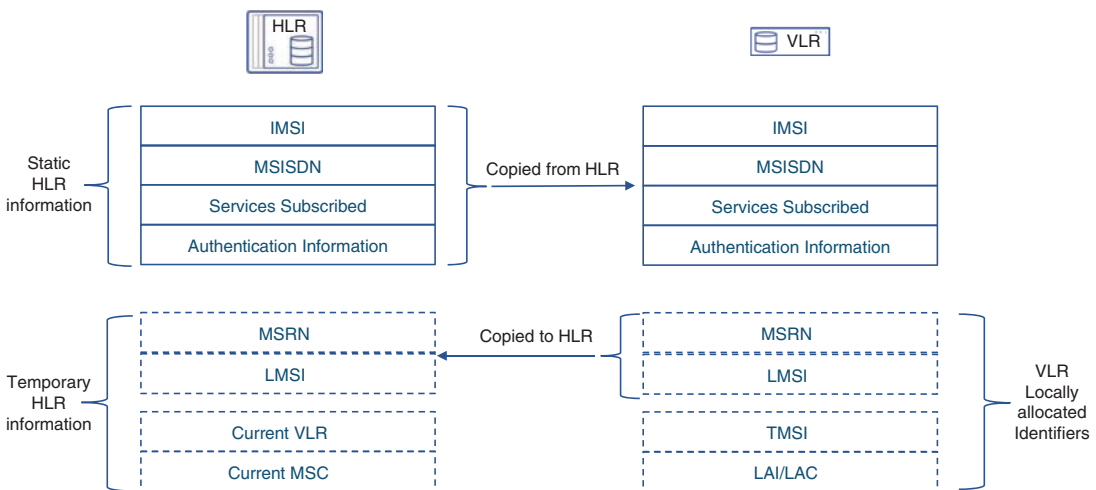 HLR
VLR
Static
HLR
information
IMSI
MSISDN
Services Subscribed
Authentication Information
Copied from HLR
IMSI
MSISDN
Services Subscribed
Authentication Information
Temporary
HLR
information
MSRN
LMSI
Current VLR
Current MSC
Copied to HLR
MSRN
LMSI
TMSI
LAI/LAC
VLR
Locally
allocated
Identifiers